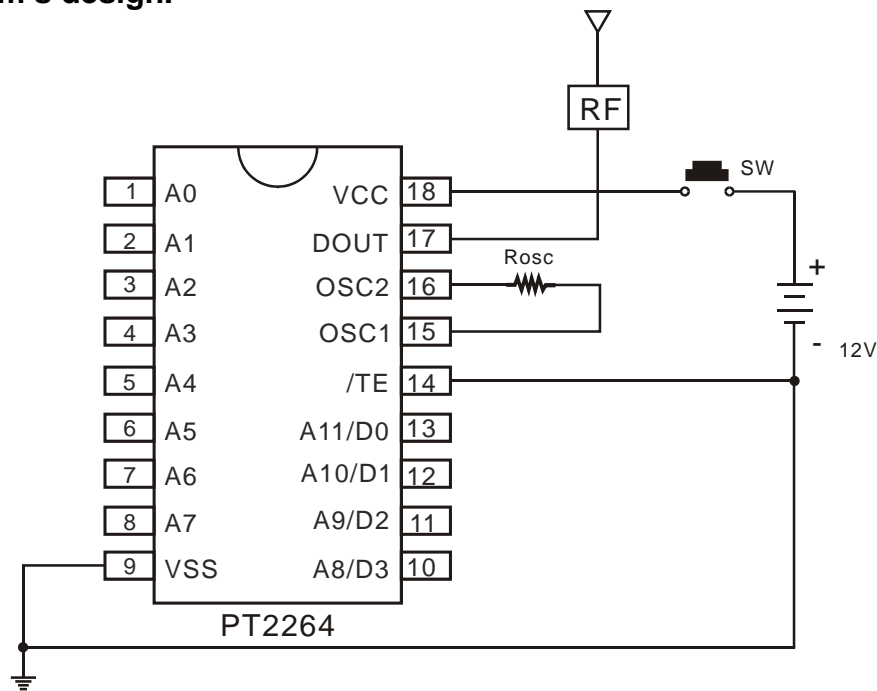 design.
RF
SW
1 A0 VCC 18
2 A1 DOUT 17
Rosc
3 A2 OSC2 16
+
4 A3 OSC1 15
- 12V
5 A4 /TE 14
6 A5 A11/D0 13
7 A6 A10/D1 12
8 A7 A9/D2 11
9 VSS A8/D3 10
PT2264